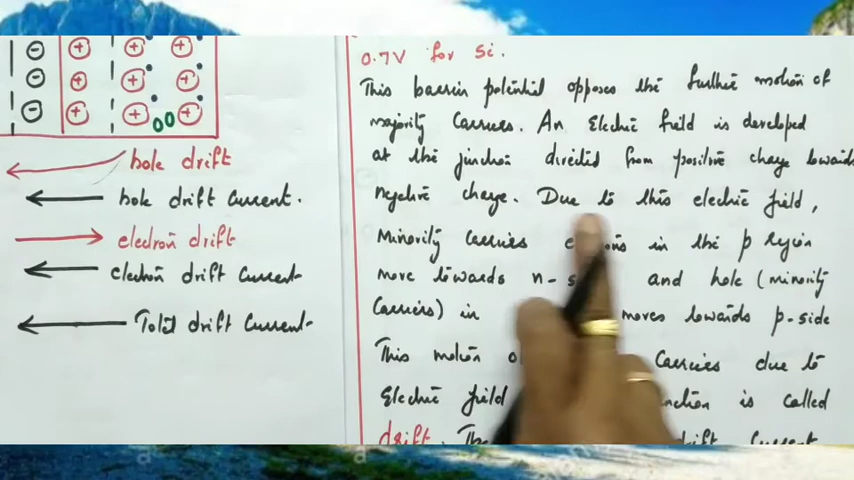 hole drift
hole drift current.
electron drift
electron drift current
Total drift current
0.7V for Si.
This barrier potential opposes the further motion of
majority carriers. An Electric field is developed
at the junction directed from positive charge towards
negative charge. Due to this electric field,
minority carriers in the p region
move towards n-s and hole (minority
carriers) in moves towards p-side
This motion carriers due to
Electric field is called
drift. drift current